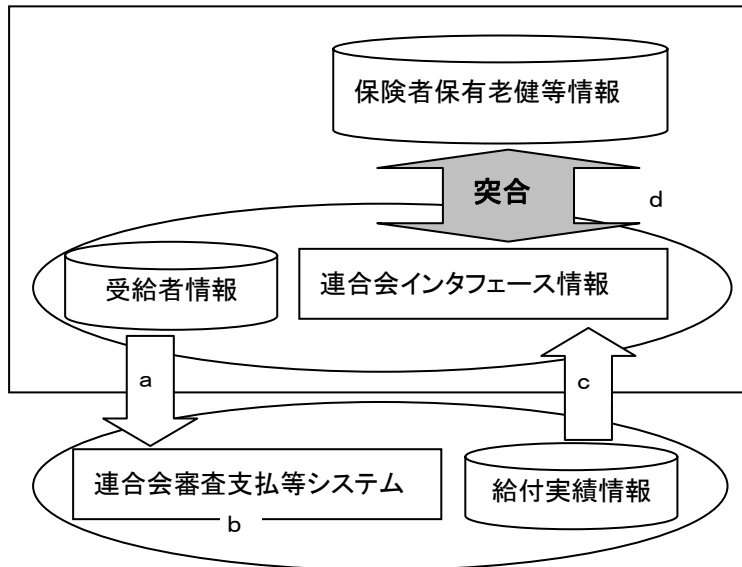 保険者保有老健等情報
突合
d
受給者情報
連合会インタフェース情報
a
c
連合会審査支払等システム
給付実績情報
b